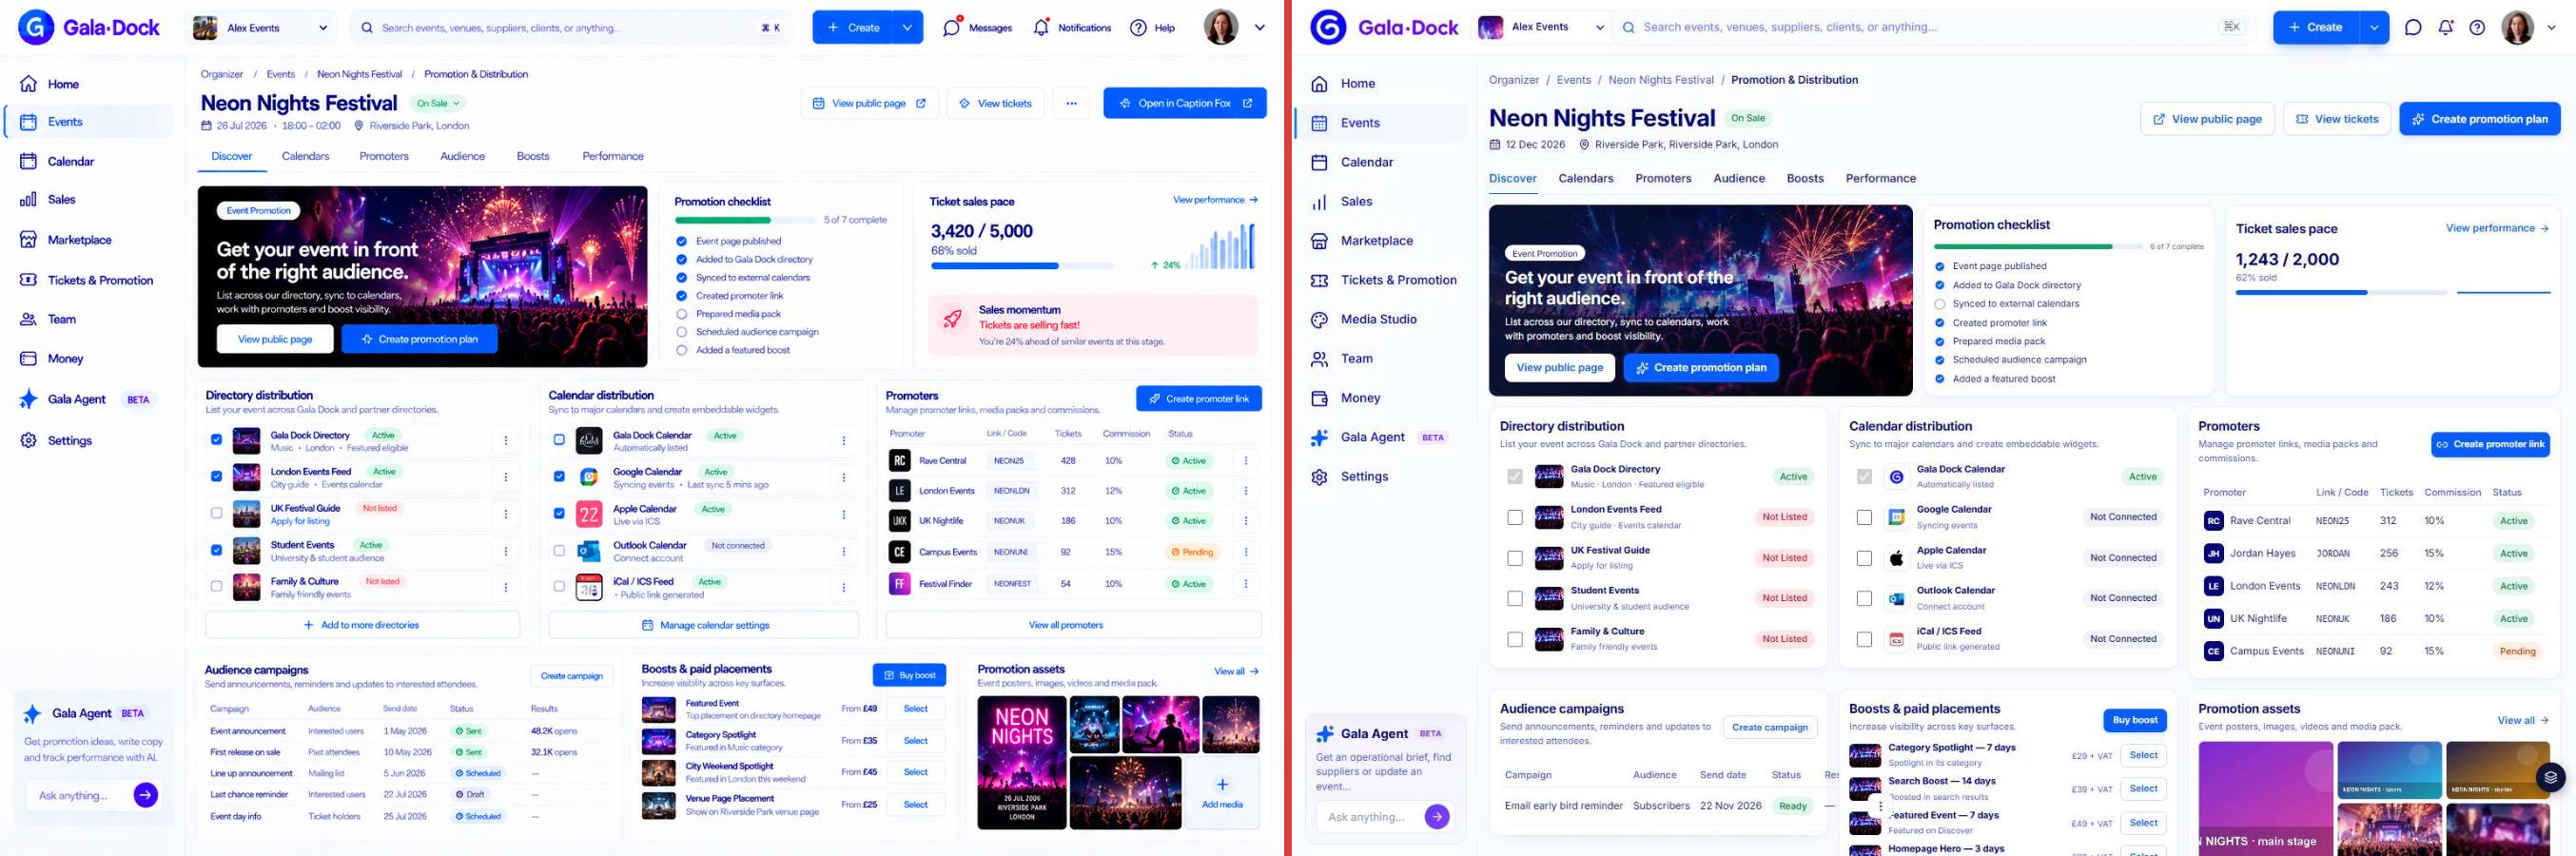 Gala·Dock
Alex Events
Search events, venues, suppliers, clients, or anything...
⌘ K
+ Create
Messages
Notifications
Help
Home
Events
Calendar
Sales
Marketplace
Tickets & Promotion
Team
Money
Gala Agent BETA
Settings
Gala Agent BETA
Get promotion ideas, write copy
and track performance with AI.
Ask anything...
Organizer / Events / Neon Nights Festival / Promotion & Distribution
Neon Nights Festival On Sale
26 Jul 2026 • 18:00 – 02:00 Riverside Park, London
View public page
View tickets
Open in Caption Fox
Discover Calendars Promoters Audience Boosts Performance
Event Promotion
Get your event in front
of the right audience.
List across our directory, sync to calendars,
work with promoters and boost visibility.
View public page
Create promotion plan
Promotion checklist
5 of 7 complete
Event page published
Added to Gala Dock directory
Synced to external calendars
Created promoter link
Prepared media pack
Scheduled audience campaign
Added a featured boost
Ticket sales pace
View performance →
3,420 / 5,000
68% sold
↑ 24%
Sales momentum
Tickets are selling fast!
You're 24% ahead of similar events at this stage.
Directory distribution
List your event across Gala Dock and partner directories.
Gala Dock Directory Active
Music • London • Featured eligible
London Events Feed Active
City guide • Events calendar
UK Festival Guide Not listed
Apply for listing
Student Events Active
University & student audience
Family & Culture Not listed
Family friendly events
+ Add to more directories
Calendar distribution
Sync to major calendars and create embeddable widgets.
Gala Dock Calendar Active
Automatically listed
Google Calendar Active
Syncing events • Last sync 5 mins ago
22
Apple Calendar Active
Live via ICS
Outlook Calendar Not connected
Connect account
iCal / ICS Feed Active
• Public link generated
Manage calendar settings
Promoters
Manage promoter links, media packs and commissions.
Create promoter link
Promoter Link / Code Tickets Commission Status
RC Rave Central NEON25 428 10% Active
LE London Events NEONLDN 312 12% Active
UKK UK Nightlife NEONUK 186 10% Active
CE Campus Events NEONUNI 92 15% Pending
FF Festival Finder NEONFEST 54 10% Active
View all promoters
Audience campaigns
Send announcements, reminders and updates to interested attendees.
Create campaign
Campaign Audience Send date Status Results
Event announcement Interested users 1 May 2026 Sent 48.2K opens
First release on sale Past attendees 10 May 2026 Sent 32.1K opens
Line up announcement Mailing list 5 Jun 2026 Scheduled —
Last chance reminder Interested users 22 Jul 2026 Draft —
Event day info Ticket holders 25 Jul 2026 Scheduled —
Boosts & paid placements
Increase visibility across key surfaces.
Buy boost
Featured Event
Top placement on directory homepage
From £49 Select
Category Spotlight
Featured in Music category
From £35 Select
City Weekend Spotlight
Featured in London this weekend
From £45 Select
Venue Page Placement
Show on Riverside Park venue page
From £25 Select
Promotion assets
Event posters, images, videos and media pack.
View all →
NEON
NIGHTS
26 JUL 2006
RIVERSIDE PARK
LONDON
+
Add media
Gala·Dock
Alex Events
Search events, venues, suppliers, clients, or anything...
⌘K
+ Create
Home
Events
Calendar
Sales
Marketplace
Tickets & Promotion
Media Studio
Team
Money
Gala Agent BETA
Settings
Gala Agent BETA
Get an operational brief, find
suppliers or update an
event...
Ask anything...
Organizer / Events / Neon Nights Festival / Promotion & Distribution
Neon Nights Festival On Sale
12 Dec 2026 Riverside Park, Riverside Park, London
View public page
View tickets
Create promotion plan
Discover Calendars Promoters Audience Boosts Performance
Event Promotion
Get your event in front of the
right audience.
List across our directory, sync to calendars, work
with promoters and boost visibility.
View public page
Create promotion plan
Promotion checklist
6 of 7 complete
Event page published
Added to Gala Dock directory
Synced to external calendars
Created promoter link
Prepared media pack
Scheduled audience campaign
Added a featured boost
Ticket sales pace
View performance →
1,243 / 2,000
62% sold
Directory distribution
List your event across Gala Dock and partner directories.
Gala Dock Directory
Music · London · Featured eligible
Active
London Events Feed
City guide · Events calendar
Not Listed
UK Festival Guide
Apply for listing
Not Listed
Student Events
University & student audience
Not Listed
Family & Culture
Family friendly events
Not Listed
Calendar distribution
Sync to major calendars and create embeddable widgets.
Gala Dock Calendar
Automatically listed
Active
Google Calendar
Syncing events
Not Connected
Apple Calendar
Live via ICS
Not Connected
Outlook Calendar
Connect account
Not Connected
iCal / ICS Feed
Public link generated
Not Connected
Promoters
Manage promoter links, media packs and
commissions.
Create promoter link
Promoter Link / Code Tickets Commission Status
RC Rave Central NEON25 312 10% Active
JH Jordan Hayes JORDAN 256 15% Active
LE London Events NEONLDN 243 12% Active
UN UK Nightlife NEONUK 186 10% Active
CE Campus Events NEONUNI 92 15% Pending
Audience campaigns
Send announcements, reminders and updates to
interested attendees.
Create campaign
Campaign Audience Send date Status Res
Email early bird reminder Subscribers 22 Nov 2026 Ready —
Boosts & paid placements
Increase visibility across key surfaces.
Buy boost
Category Spotlight — 7 days
Spotlight in its category
£29 + VAT Select
Search Boost — 14 days
Boosted in search results
£39 + VAT Select
Featured Event — 7 days
Featured on Discover
£49 + VAT Select
Homepage Hero — 3 days
Select
Promotion assets
Event posters, images, videos and media pack.
View all →
NIGHTS · main stage
NEON NIGHTS · lasers
NEON NIGHTS · skyline